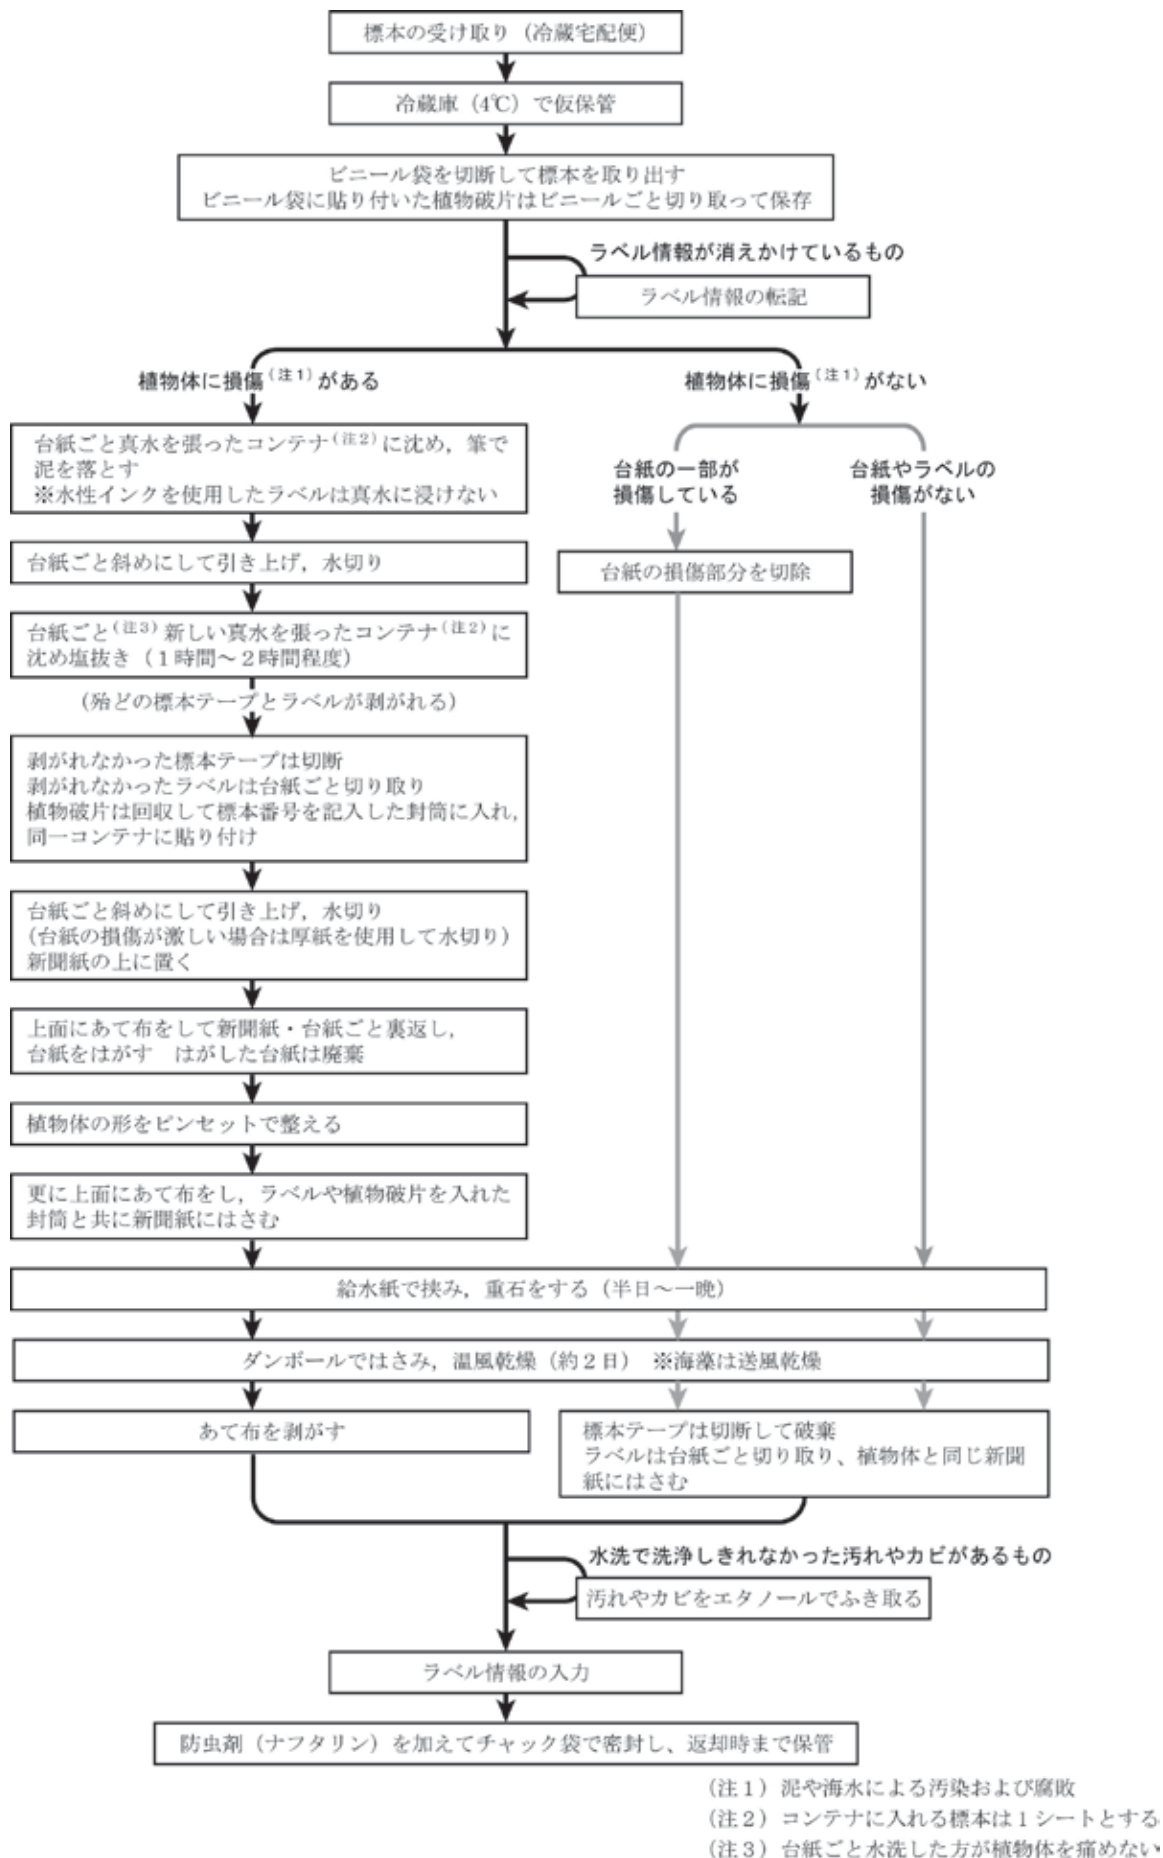 標本の受け取り（冷蔵宅配便）
冷蔵庫（4℃）で仮保管
ビニール袋を切断して標本を取り出す
ビニール袋に貼り付いた植物破片はビニールごと切り取って保存
ラベル情報が消えかけているもの
ラベル情報の転記
植物体に損傷（注１）がある
植物体に損傷（注１）がない
台紙ごと真水を張ったコンテナ（注２）に沈め，筆で
泥を落とす
※水性インクを使用したラベルは真水に浸けない
台紙の一部が
損傷している
台紙やラベルの
損傷がない
台紙ごと斜めにして引き上げ，水切り
台紙の損傷部分を切除
台紙ごと（注３）新しい真水を張ったコンテナ（注２）に
沈め塩抜き（１時間～２時間程度）
（殆どの標本テープとラベルが剥がれる）
剥がれなかった標本テープは切断
剥がれなかったラベルは台紙ごと切り取り
植物破片は回収して標本番号を記入した封筒に入れ，
同一コンテナに貼り付け
台紙ごと斜めにして引き上げ，水切り
（台紙の損傷が激しい場合は厚紙を使用して水切り）
新聞紙の上に置く
上面にあて布をして新聞紙・台紙ごと裏返し，
台紙をはがす　はがした台紙は廃棄
植物体の形をピンセットで整える
更に上面にあて布をし，ラベルや植物破片を入れた
封筒と共に新聞紙にはさむ
給水紙で挟み，重石をする（半日～一晩）
ダンボールではさみ，温風乾燥（約２日）　※海藻は送風乾燥
あて布を剥がす
標本テープは切断して破棄
ラベルは台紙ごと切り取り、植物体と同じ新聞
紙にはさむ
水洗で洗浄しきれなかった汚れやカビがあるもの
汚れやカビをエタノールでふき取る
ラベル情報の入力
防虫剤（ナフタリン）を加えてチャック袋で密封し、返却時まで保管
（注１）泥や海水による汚染および腐敗
（注２）コンテナに入れる標本は１シートとする
（注３）台紙ごと水洗した方が植物体を痛めない